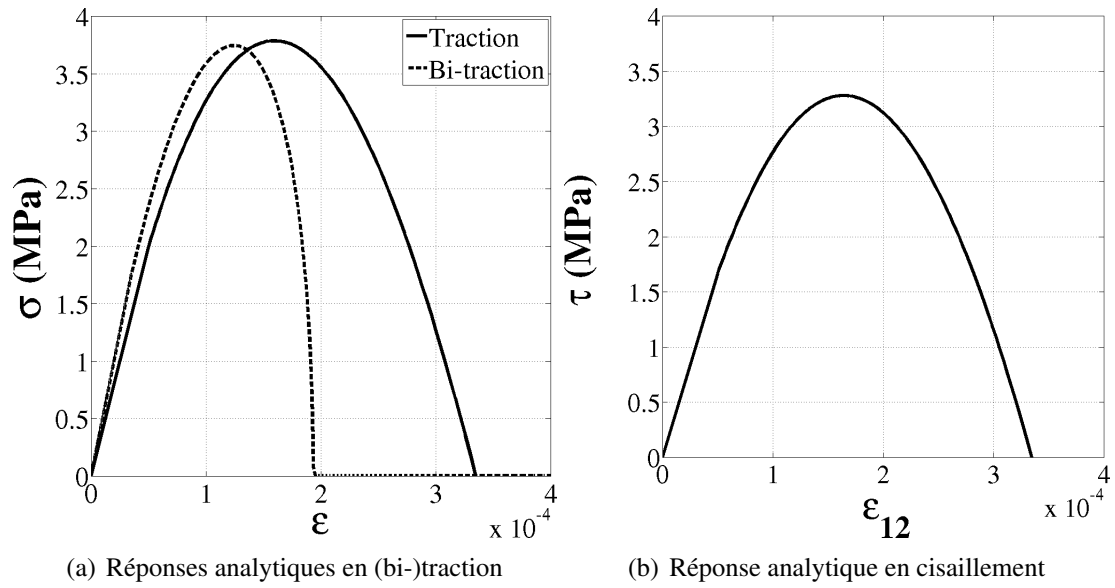 4
3.5
3
2.5
2
1.5
1
0.5
0
σ (MPa)
Traction
Bi-traction
0 1 2 3 4
x 10⁻⁴
ε
(a) Réponses analytiques en (bi-)traction
4
3.5
3
2.5
2
1.5
1
0.5
0
τ (MPa)
0 1 2 3 4
x 10⁻⁴
ε₁₂
(b) Réponse analytique en cisaillement